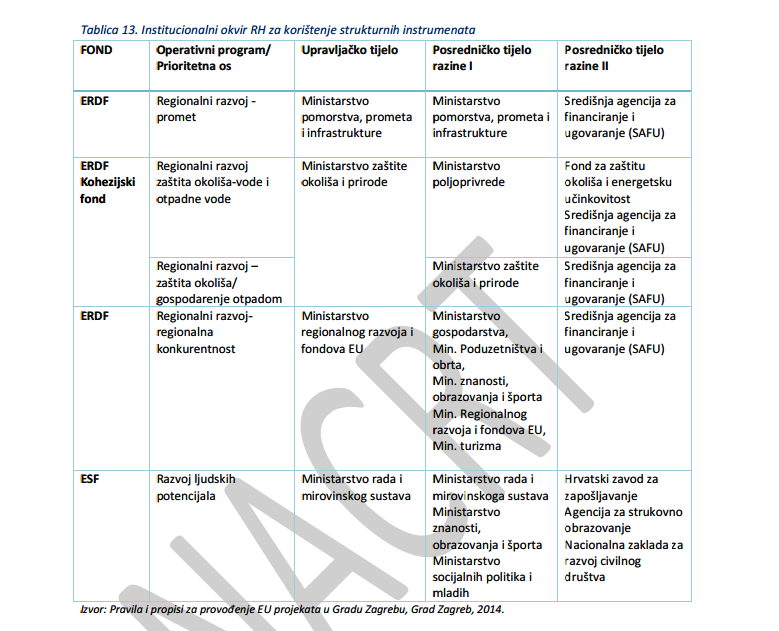 Tablica 13. Institucionalni okvir RH za korištenje strukturnih instrumenata
FOND
Operativni program/
Prioritetna os
Upravljačko tijelo
Posredničko tijelo
razine I
Posredničko tijelo
razine II
ERDF
Regionalni razvoj -
promet
Ministarstvo
pomorstva, prometa
i infrastrukture
Ministarstvo
pomorstva, prometa i
infrastrukture
Središnja agencija za
financiranje i
ugovaranje (SAFU)
ERDF
Kohezijski
fond
Regionalni razvoj
zaštita okoliša-vode i
otpadne vode
Ministarstvo zaštite
okoliša i prirode
Ministarstvo
poljoprivrede
Fond za zaštitu
okoliša i energetsku
učinkovitost
Središnja agencija za
financiranje i
ugovaranje (SAFU)
Regionalni razvoj –
zaštita okoliša/
gospodarenje otpadom
Ministarstvo zaštite
okoliša i prirode
Središnja agencija za
financiranje i
ugovaranje (SAFU)
ERDF
Regionalni razvoj-
regionalna
konkurentnost
Ministarstvo
regionalnog razvoja i
fondova EU
Ministarstvo
gospodarstva,
Min. Poduzetništva i
obrta,
Min. znanosti,
obrazovanja i športa
Min. Regionalnog
razvoja i fondova EU,
Min. turizma
Središnja agencija za
financiranje i
ugovaranje (SAFU)
ESF
Razvoj ljudskih
potencijala
Ministarstvo rada i
mirovinskog sustava
Ministarstvo rada i
mirovinskoga sustava
Ministarstvo
znanosti,
obrazovanja i športa
Ministarstvo
socijalnih politika i
mladih
Hrvatski zavod za
zapošljavanje
Agencija za strukovno
obrazovanje
Nacionalna zaklada za
razvoj civilnog
društva
Izvor: Pravila i propisi za provođenje EU projekata u Gradu Zagrebu, Grad Zagreb, 2014.
NACRT